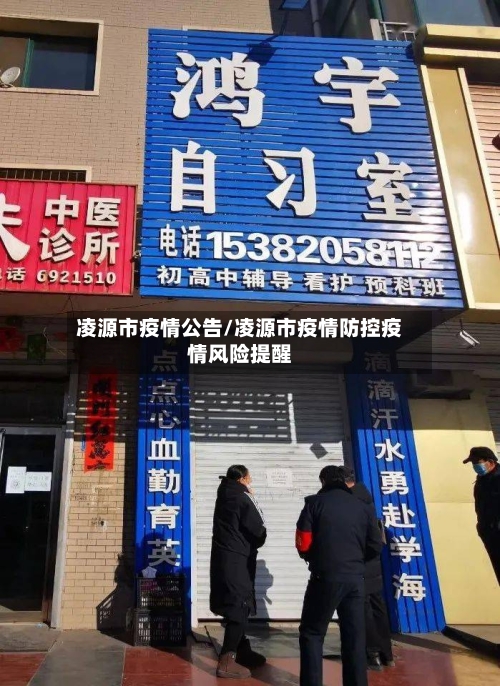 鸿宇
自习室
电话15382058112
初高中辅导 看护 预科班
中医
诊所
电话 6921510
凌源市疫情公告/凌源市疫情防控疫
情风险提醒
点点心血勤育英
滴滴汗水勇赴学海